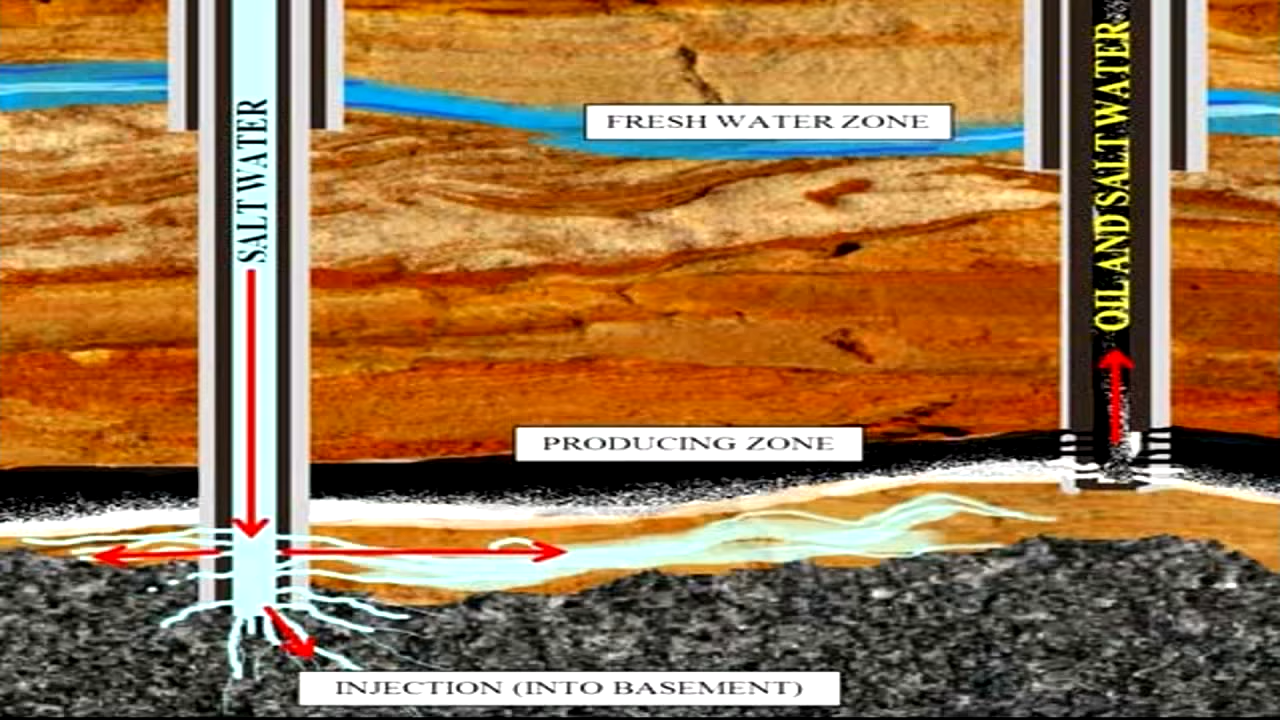 SALT WATER
FRESH WATER ZONE
OIL AND SALT WATER
PRODUCING ZONE
INJECTION (INTO BASEMENT)